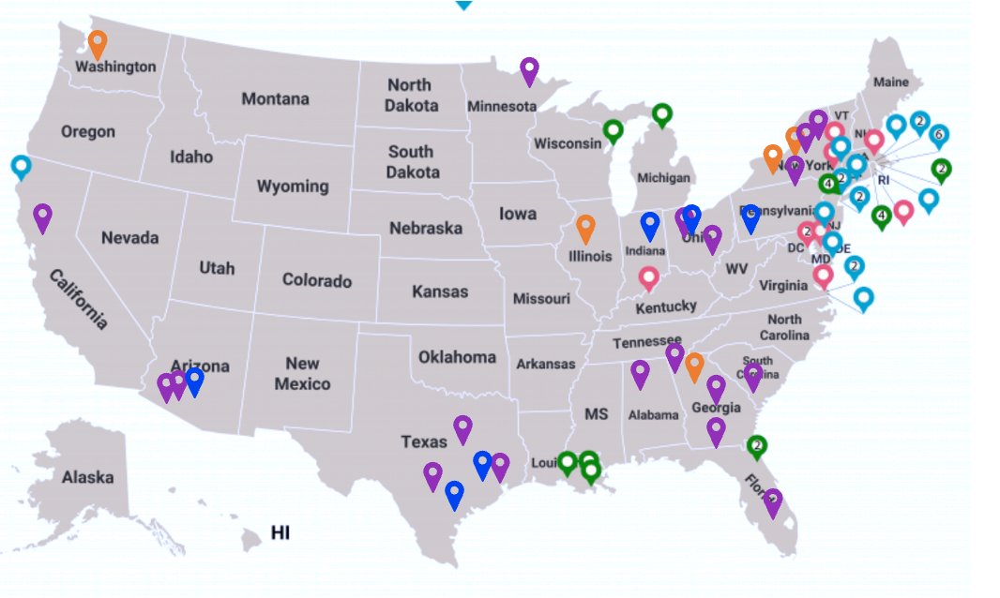 Washington
Montana
North
Dakota
Minnesota
Maine
VT
Oregon
Idaho
South
Dakota
Wisconsin
Michigan
New York
RI
2
6
2
Wyoming
Iowa
Nebraska
Nevada
Utah
Colorado
Kansas
Illinois
Indiana
Ohio
Pennsylvania
NJ
4
2
2
4
2
DC
MD
DE
2
WV
Virginia
Missouri
Kentucky
California
North
Carolina
Tennessee
Arizona
New
Mexico
Oklahoma
Arkansas
South
Carolina
MS
Alabama
Georgia
Texas
Loui
2
Flor
Alaska
HI